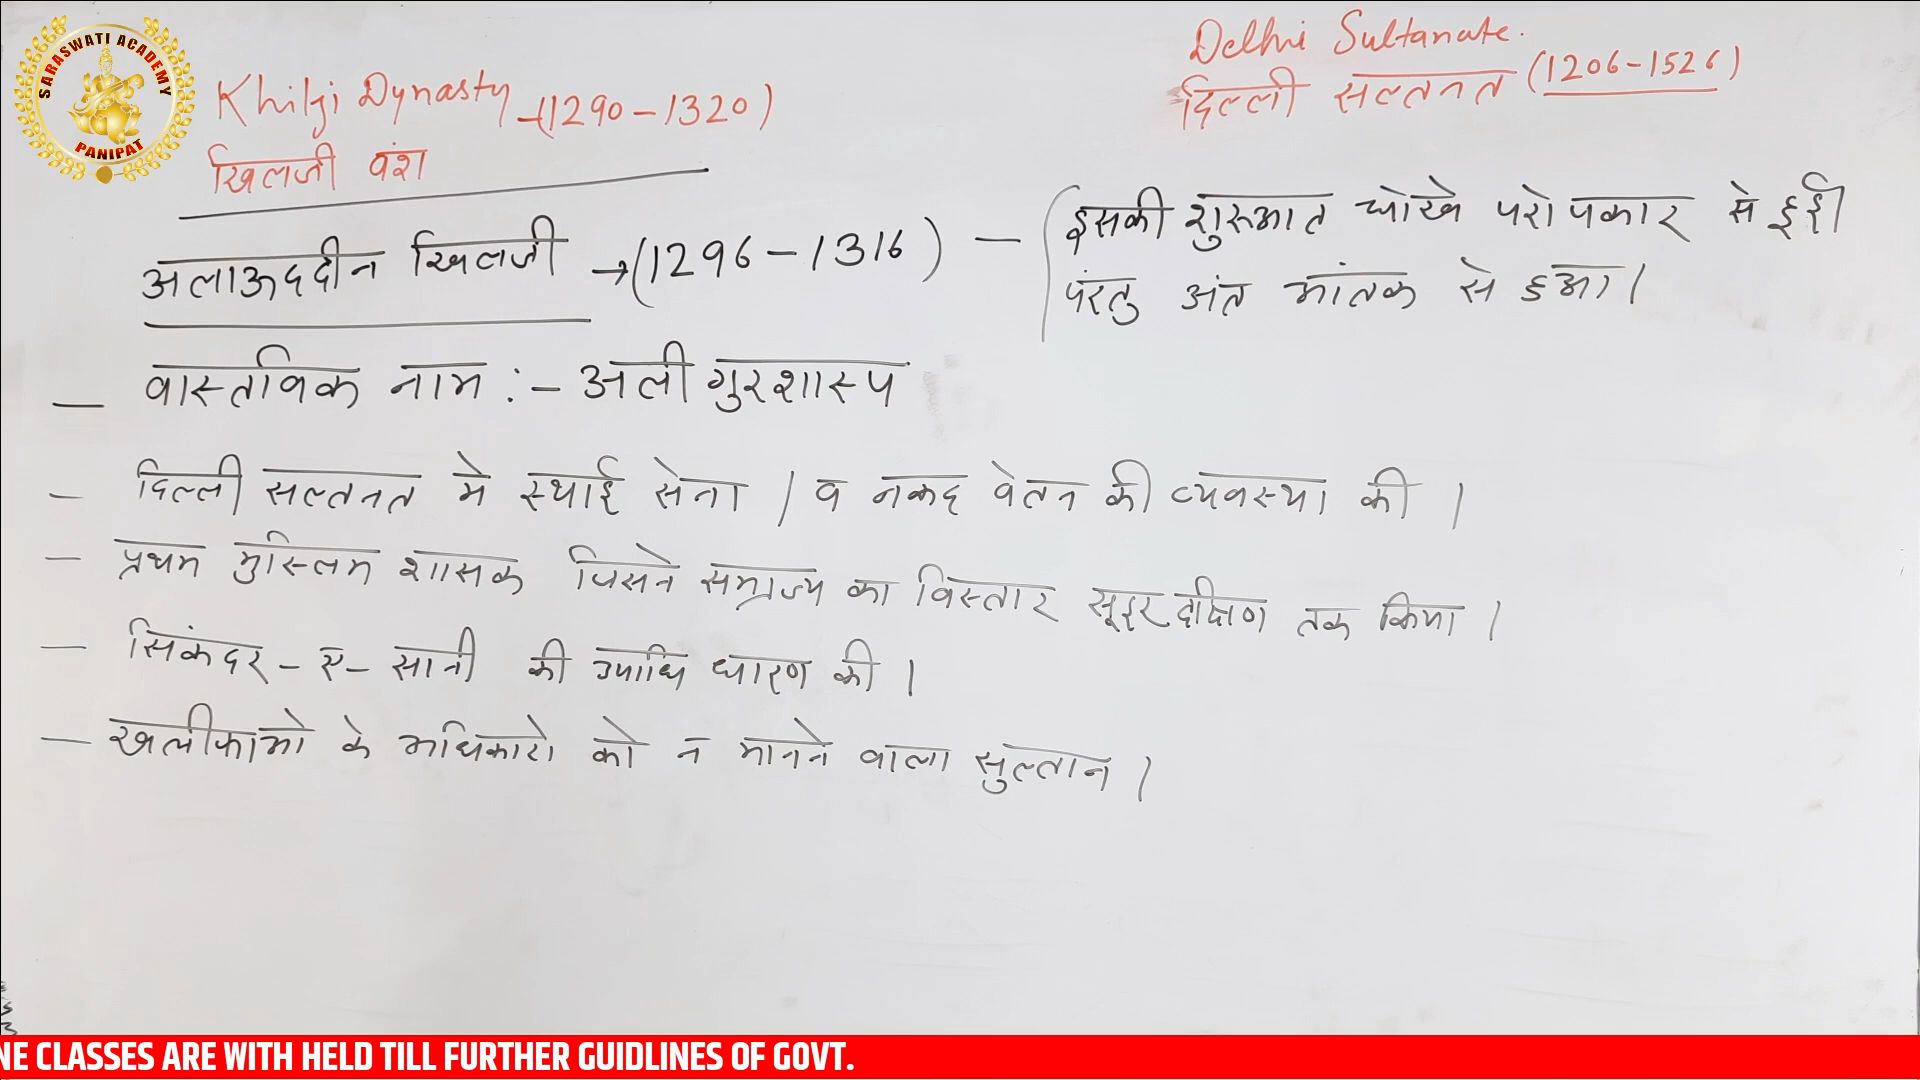 SARASWATI ACADEMY
PANIPAT
Delhi Sultanate.
दिल्ली सल्तनत (1206-1526)
Khilji Dynasty -(1290-1320)
खिलजी वंश
अलाऊददीन खिलजी →(1296-1316) - (इसकी शुरुआत धोखे परोपकार से हुई।
परंतु अंत आंतक से हुआ।
- वास्तविक नाम :- अली गुरशास्प
- दिल्ली सल्तनत मे स्थाई सेना / व नकद वेतन की व्यवस्था की ।
- प्रथम मुस्लिम शासक जिसने सम्राज्य का विस्तार सूदूर दक्षिण तक किया ।
- सिकंदर-ए-सानी की उपाधि धारण की ।
- खलीफाओ के अधिकारो को न मानने वाला सुल्तान ।
NE CLASSES ARE WITH HELD TILL FURTHER GUIDLINES OF GOVT.